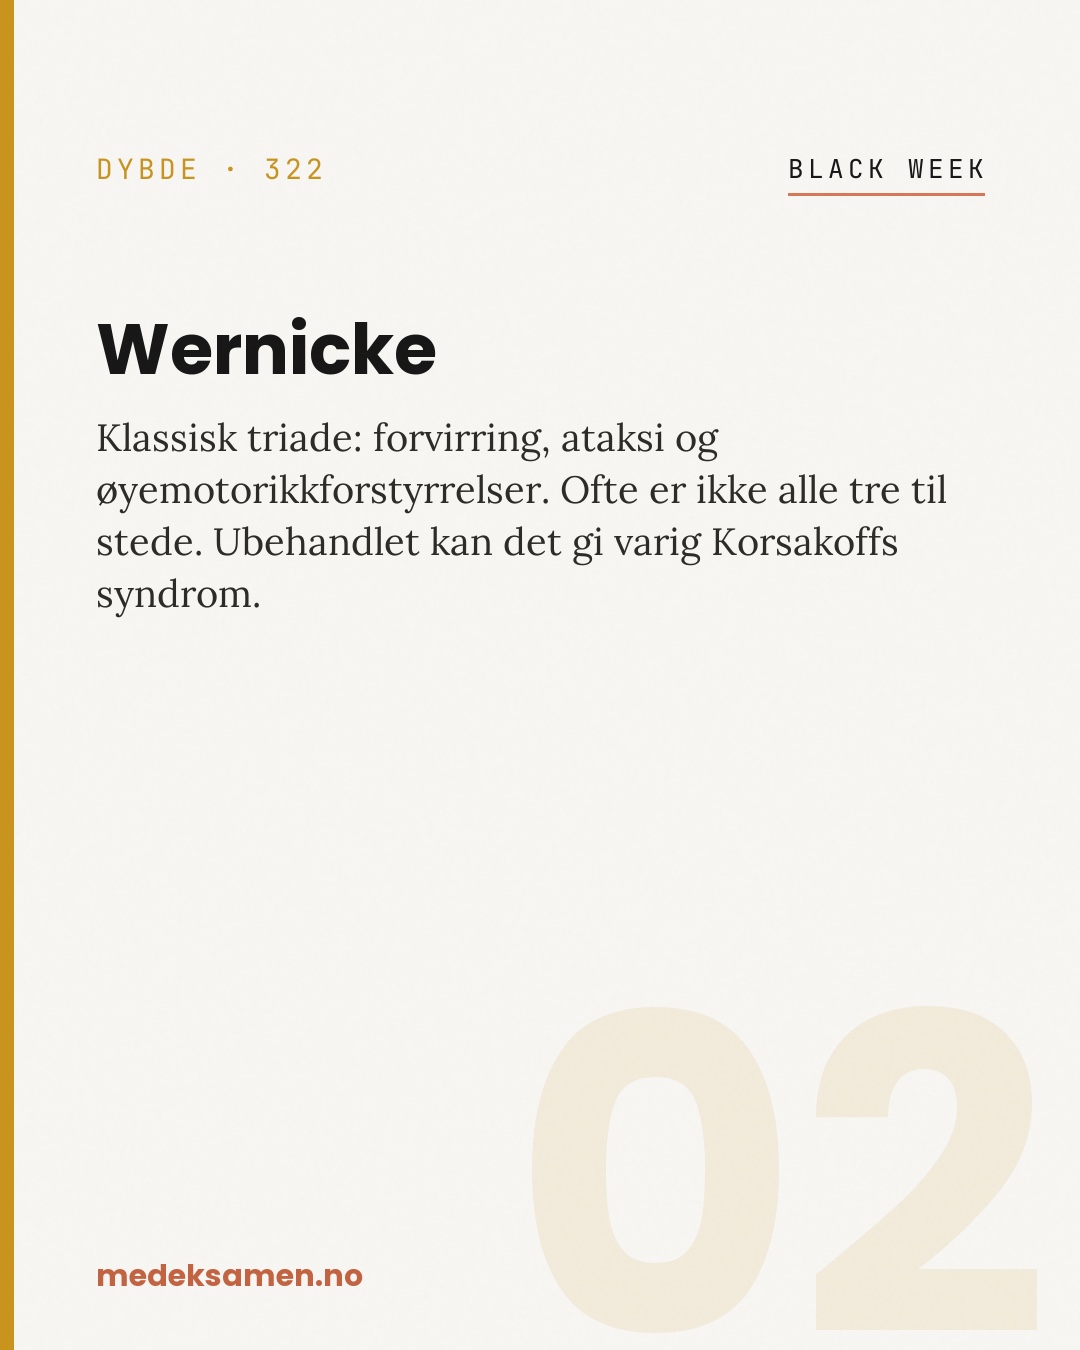 DYBDE · 322
BLACK WEEK
Wernicke
Klassisk triade: forvirring, ataksi og
øyemotorikkforstyrrelser. Ofte er ikke alle tre til
stede. Ubehandlet kan det gi varig Korsakoffs
syndrom.
02
medeksamen.no